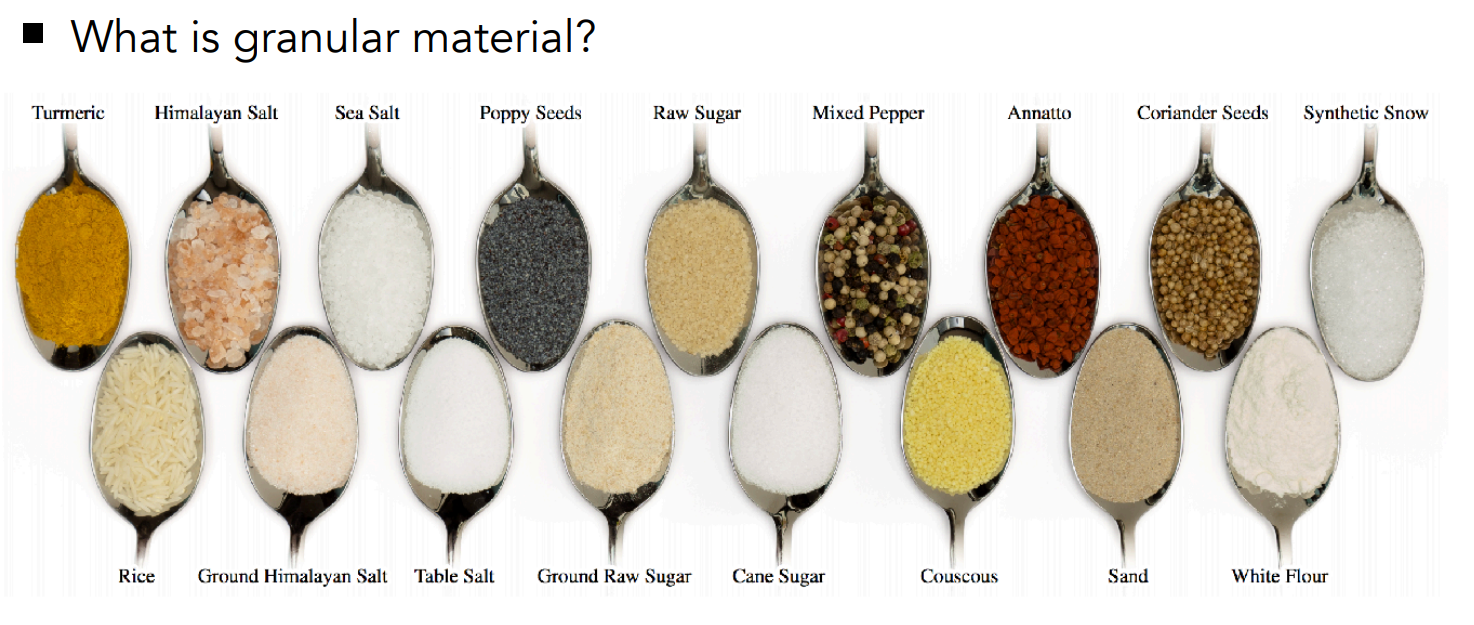 ■ What is granular material?
Turmeric Himalayan Salt Sea Salt Poppy Seeds Raw Sugar Mixed Pepper Annatto Coriander Seeds Synthetic Snow
Rice Ground Himalayan Salt Table Salt Ground Raw Sugar Cane Sugar Couscous Sand White Flour